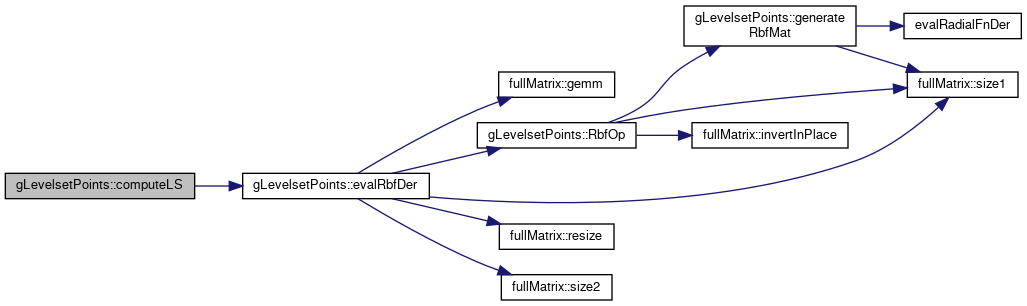 gLevelsetPoints::computeLS
gLevelsetPoints::evalRbfDer
fullMatrix::gemm
gLevelsetPoints::RbfOp
fullMatrix::resize
fullMatrix::size2
gLevelsetPoints::generate
RbfMat
fullMatrix::invertInPlace
evalRadialFnDer
fullMatrix::size1